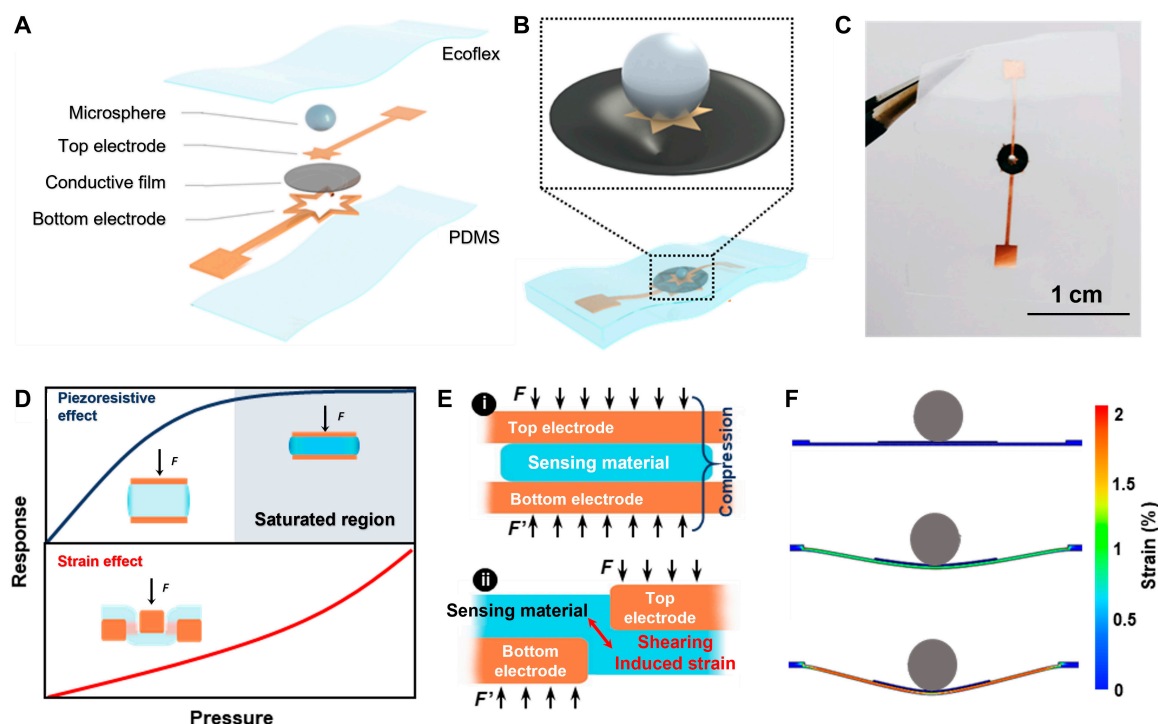 A
Ecoflex
Microsphere
Top electrode
Conductive film
Bottom electrode
PDMS
B
C
1 cm
D
Piezoresistive
effect
F
F
Saturated region
Strain effect
F
Response
Pressure
E
i
F
Top electrode
Sensing material
Bottom electrode
F'
Compression
ii
F
Sensing material
Top
electrode
Shearing
Induced strain
Bottom
electrode
F'
F
2
1.5
1
0.5
0
Strain (%)